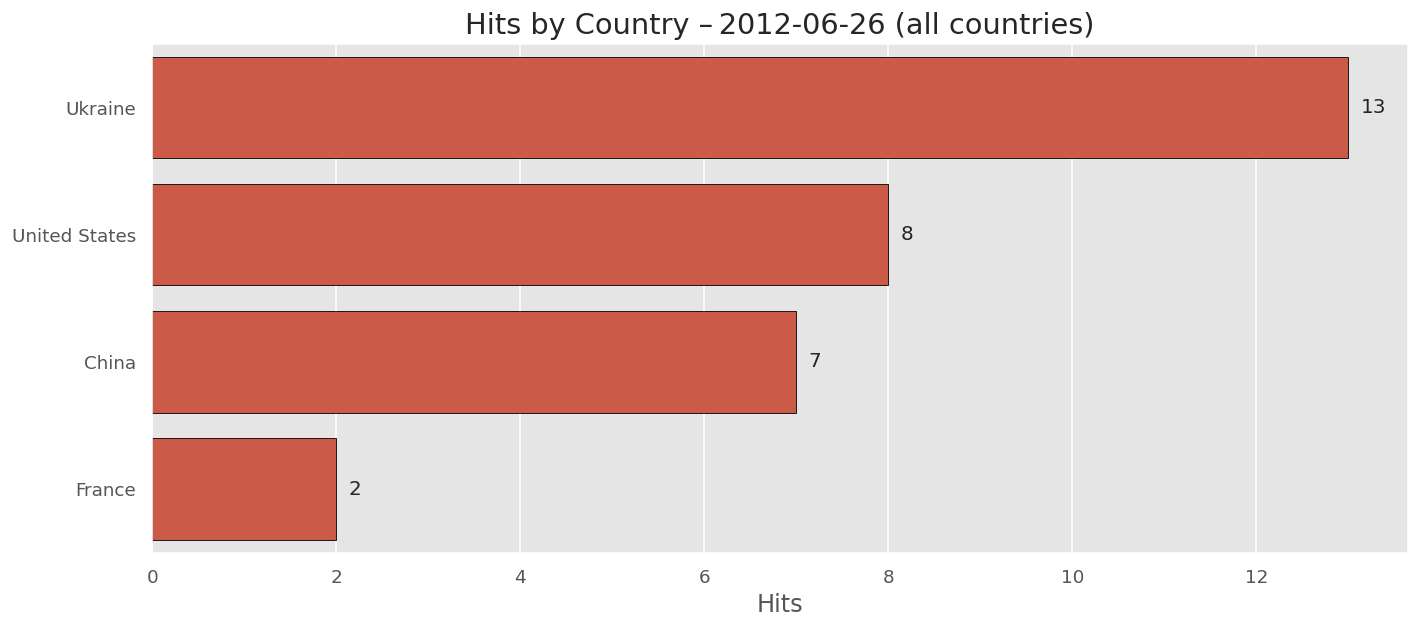 Hits by Country – 2012-06-26 (all countries)
Ukraine
13
United States
8
China
7
France
2
0 2 4 6 8 10 12
Hits